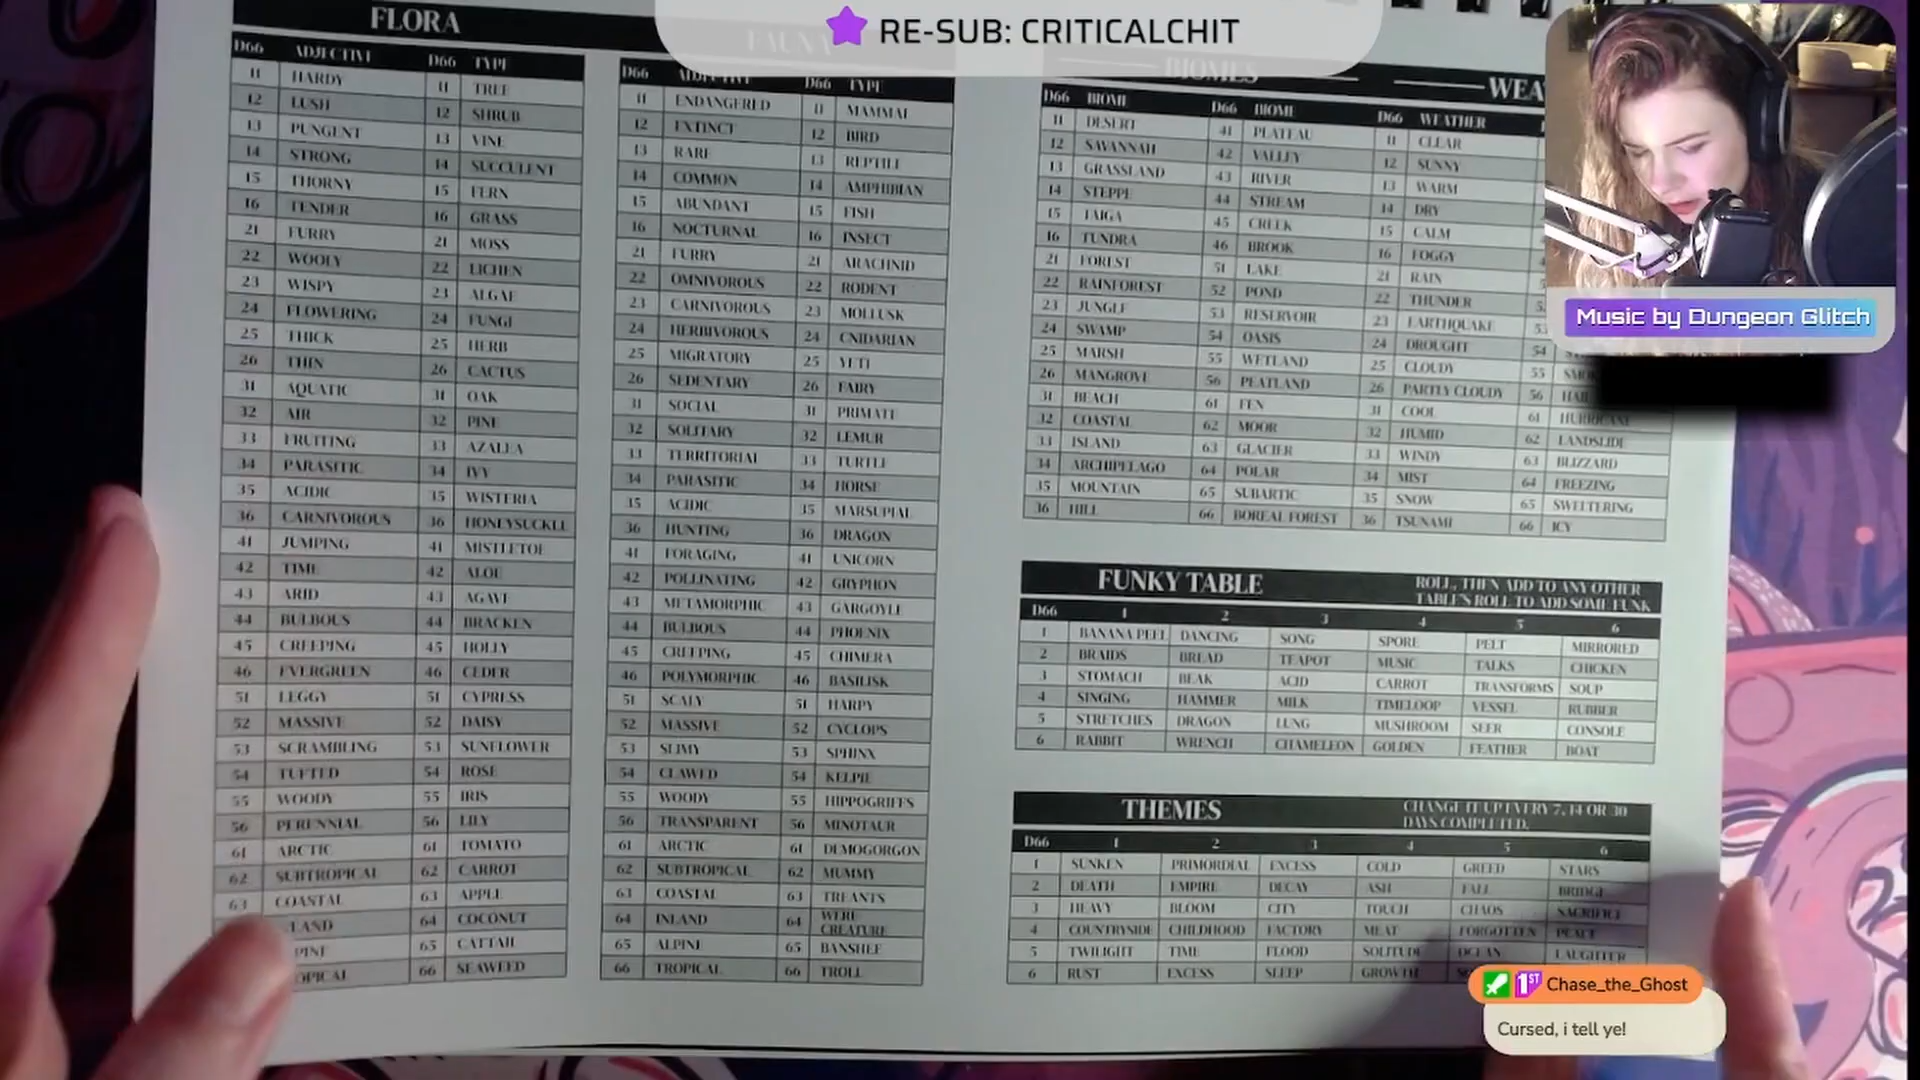 RE-SUB: CRITICALCHIT
FLORA
D66 ADJECTIVE D66 TYPE
11 HARDY 11 TREE
12 LUSH 12 SHRUB
13 PUNGENT 13 VINE
14 STRONG 14 SUCCULENT
15 THORNY 15 FERN
16 TENDER 16 GRASS
21 FURRY 21 MOSS
22 WOOLY 22 LICHEN
23 WISPY 23 ALGAE
24 FLOWERING 24 FUNGI
25 THICK 25 HERB
26 THIN 26 CACTUS
31 AQUATIC 31 OAK
32 AIR 32 PINE
33 FRUITING 33 AZALEA
34 PARASITIC 34 IVY
35 ACIDIC 35 WISTERIA
36 CARNIVOROUS 36 HONEYSUCKLE
41 JUMPING 41 MISTLETOE
42 TIME 42 ALOE
43 ARID 43 AGAVE
44 BULBOUS 44 BRACKEN
45 CREEPING 45 HOLLY
46 EVERGREEN 46 CEDER
51 LEGGY 51 CYPRESS
52 MASSIVE 52 DAISY
53 SCRAMBLING 53 SUNFLOWER
54 TUFTED 54 ROSE
55 WOODY 55 IRIS
56 PERENNIAL 56 LILY
61 ARCTIC 61 TOMATO
62 SUBTROPICAL 62 CARROT
63 COASTAL 63 APPLE
LAND 64 COCONUT
PINE 65 CATTAIL
OPICAL 66 SEAWEED
FAUNA
D66 ADJECTIVE D66 TYPE
11 ENDANGERED 11 MAMMAL
12 EXTINCT 12 BIRD
13 RARE 13 REPTILE
14 COMMON 14 AMPHIBIAN
15 ABUNDANT 15 FISH
16 NOCTURNAL 16 INSECT
21 FURRY 21 ARACHNID
22 OMNIVOROUS 22 RODENT
23 CARNIVOROUS 23 MOLLUSK
24 HERBIVOROUS 24 CNIDARIAN
25 MIGRATORY 25 YETI
26 SEDENTARY 26 FAIRY
31 SOCIAL 31 PRIMATE
32 SOLITARY 32 LEMUR
33 TERRITORIAL 33 TURTLE
34 PARASITIC 34 HORSE
35 ACIDIC 35 MARSUPIAL
36 HUNTING 36 DRAGON
41 FORAGING 41 UNICORN
42 POLLINATING 42 GRYPHON
43 METAMORPHIC 43 GARGOYLE
44 BULBOUS 44 PHOENIX
45 CREEPING 45 CHIMERA
46 POLYMORPHIC 46 BASILISK
51 SCALY 51 HARPY
52 MASSIVE 52 CYCLOPS
53 SLIMY 53 SPHINX
54 CLAWED 54 KELPIE
55 WOODY 55 HIPPOGRIFFS
56 TRANSPARENT 56 MINOTAUR
61 ARCTIC 61 DEMOGORGON
62 SUBTROPICAL 62 MUMMY
63 COASTAL 63 TREANTS
64 INLAND 64 WERE CREATURE
65 ALPINE 65 BANSHEE
66 TROPICAL 66 TROLL
BIOMES WEA
D66 BIOME D66 BIOME D66 WEATHER
11 DESERT 41 PLATEAU 11 CLEAR
12 SAVANNAH 42 VALLEY 12 SUNNY
13 GRASSLAND 43 RIVER 13 WARM
14 STEPPE 44 STREAM 14 DRY
15 TAIGA 45 CREEK 15 CALM
16 TUNDRA 46 BROOK 16 FOGGY
21 FOREST 51 LAKE 21 RAIN
22 RAINFOREST 52 POND 22 THUNDER
23 JUNGLE 53 RESERVOIR 23 EARTHQUAKE
24 SWAMP 54 OASIS 24 DROUGHT 54
25 MARSH 55 WETLAND 25 CLOUDY 55
26 MANGROVE 56 PEATLAND 26 PARTLY CLOUDY 56 HAIL
31 BEACH 61 FEN 31 COOL 61 HURRICANE
32 COASTAL 62 MOOR 32 HUMID 62 LANDSLIDE
33 ISLAND 63 GLACIER 33 WINDY 63 BLIZZARD
34 ARCHIPELAGO 64 POLAR 34 MIST 64 FREEZING
35 MOUNTAIN 65 SUBARTIC 35 SNOW 65 SWELTERING
36 HILL 66 BOREAL FOREST 36 TSUNAMI 66 ICY
FUNKY TABLE ROLL, THEN ADD TO ANY OTHER
TABLE'S ROLL TO ADD SOME FUNK
D66 1 2 3 4 5 6
1 BANANA PEEL DANCING SONG SPORE PELT MIRRORED
2 BRAIDS BREAD TEAPOT MUSIC TALKS CHICKEN
3 STOMACH BEAK ACID CARROT TRANSFORMS SOUP
4 SINGING HAMMER MILK TIMELOOP VESSEL RUBBER
5 STRETCHES DRAGON LUNG MUSHROOM SEER CONSOLE
6 RABBIT WRENCH CHAMELEON GOLDEN FEATHER BOAT
THEMES CHANGE IT UP EVERY 7, 14 OR 30
DAYS COMPLETED.
D66 1 2 3 4 5 6
1 SUNKEN PRIMORDIAL EXCESS COLD GREED STARS
2 DEATH EMPIRE DECAY ASH FALL BRIDGE
3 HEAVY BLOOM CITY TOUCH CHAOS SACRIFICE
4 COUNTRYSIDE CHILDHOOD FACTORY MEAT FORGOTTEN PEACE
5 TWILIGHT TIME FLOOD SOLITUDE OCEAN LAUGHTER
6 RUST EXCESS SLEEP GROWTH
Music by Dungeon Glitch
1ST Chase_the_Ghost
Cursed, i tell ye!